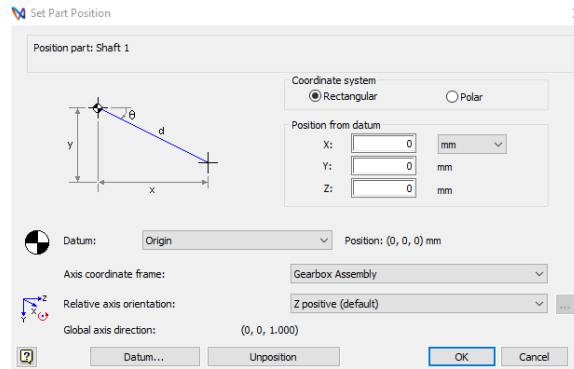 Set Part Position
Position part: Shaft 1
Coordinate system
Rectangular Polar
θ
d
y
x
Position from datum
X: 0 mm
Y: 0 mm
Z: 0 mm
Datum: Origin Position: (0, 0, 0) mm
Axis coordinate frame: Gearbox Assembly
Relative axis orientation: Z positive (default) ...
Z
X
Y
Global axis direction: (0, 0, 1.000)
? Datum... Unposition OK Cancel